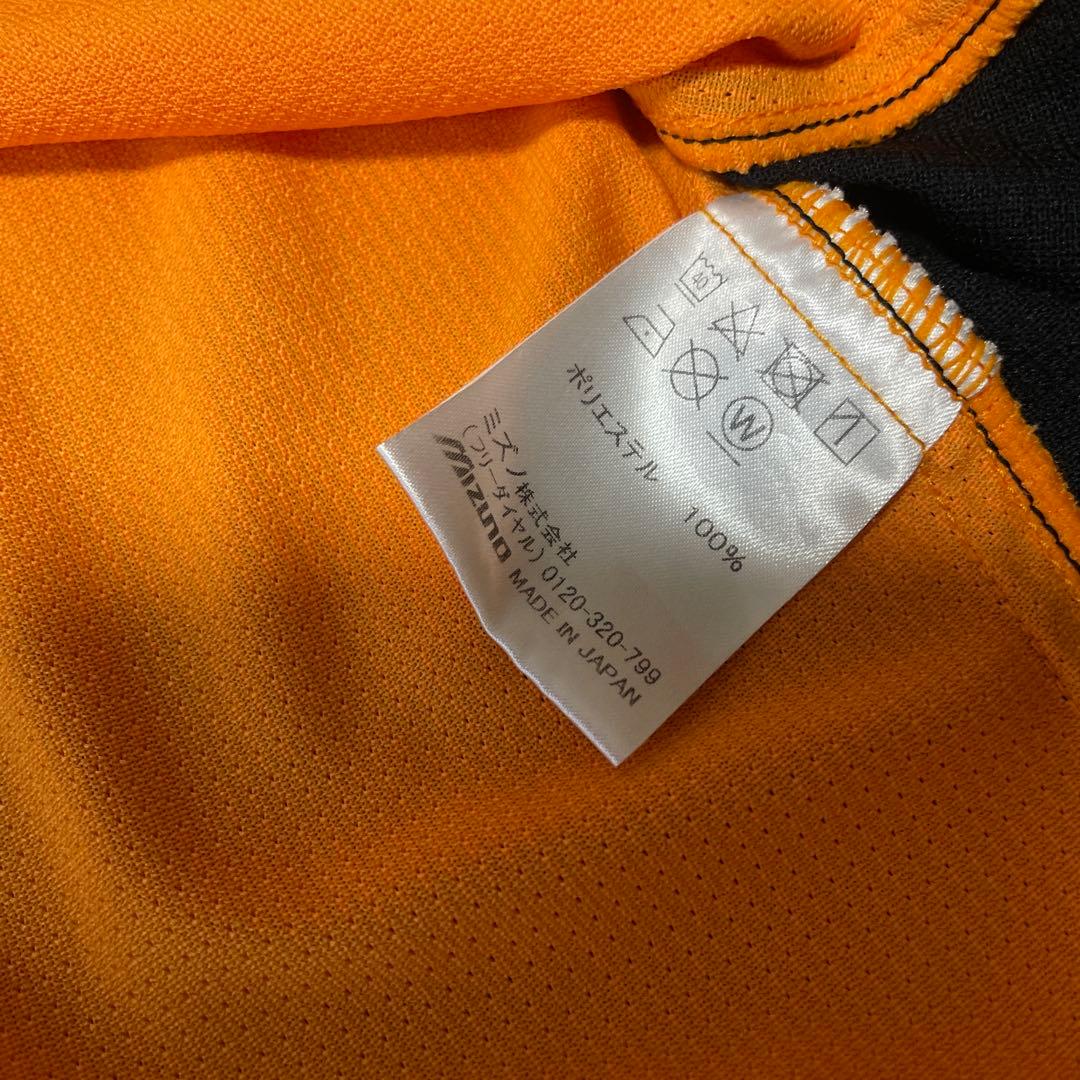 40
W
ポリエステル 100%
ミズノ株式会社
(フリーダイヤル) 0120-320-799
MIZUNO MADE IN JAPAN